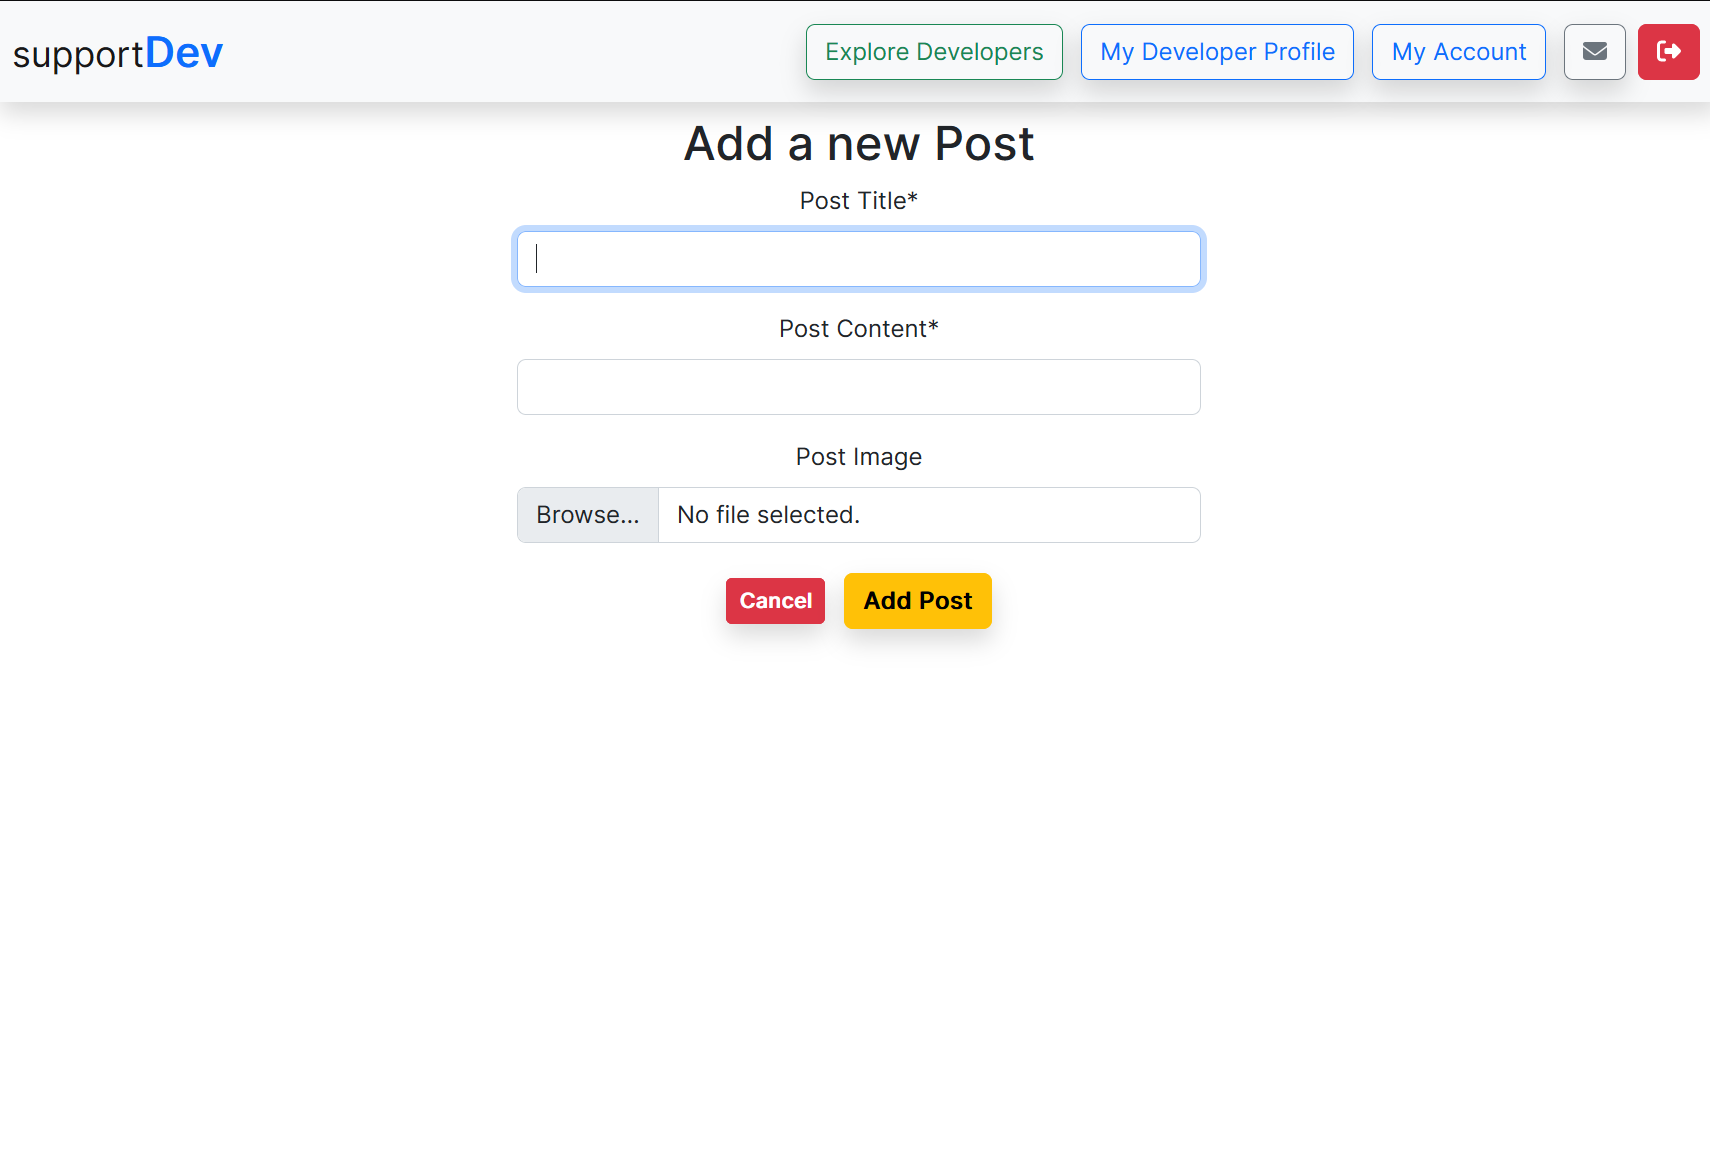 supportDev
Explore Developers
My Developer Profile
My Account
Add a new Post
Post Title*
Post Content*
Post Image
Browse... No file selected.
Cancel
Add Post